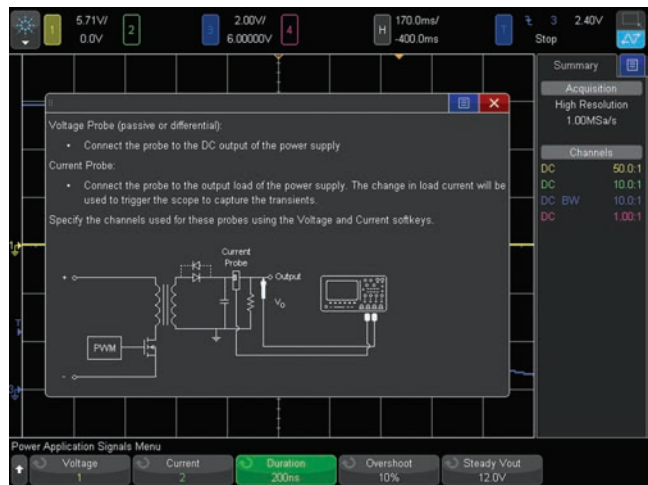 1 5.71V/ 2 3 2.00V/ 4 H 170.0ms/ T 3 2.40V
0.0V 6.00000V -400.0ms Stop
Summary
Acquisition
High Resolution
1.00MSa/s
Channels
DC 50.0:1
DC 10.0:1
DC BW 10.0:1
DC 1.00:1
Voltage Probe (passive or differential):
• Connect the probe to the DC output of the power supply
Current Probe:
• Connect the probe to the output load of the power supply. The change in load current will be
used to trigger the scope to capture the transients.
Specify the channels used for these probes using the Voltage and Current softkeys.
Current
Probe
+
Output
Vo
PWM
-
1
T
3
Power Application Signals Menu
Voltage Current Duration Overshoot Steady Vout
1 2 200ns 10% 12.0V